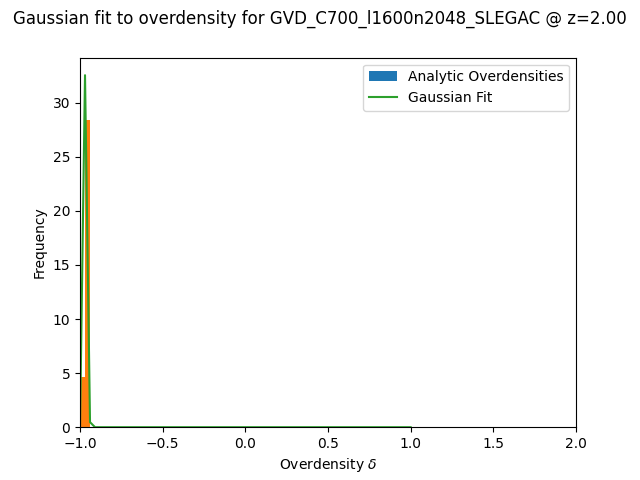 Gaussian fit to overdensity for GVD_C700_l1600n2048_SLEGAC @ z=2.00
Analytic Overdensities
Gaussian Fit
Frequency
30
25
20
15
10
5
0
−1.0 −0.5 0.0 0.5 1.0 1.5 2.0
Overdensity δ